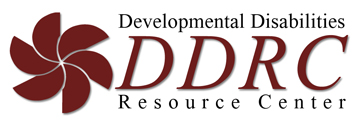 Developmental Disabilities
DDRC
Resource Center